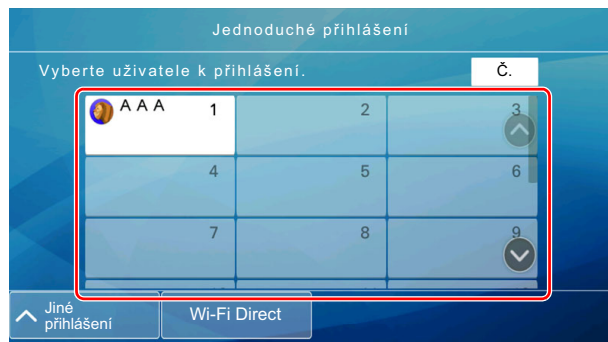 Jednoduché přihlášení
Vyberte uživatele k přihlášení.
Č.
A A A 1
2
3
4
5
6
7
8
9
Jiné
přihlášení
Wi-Fi Direct